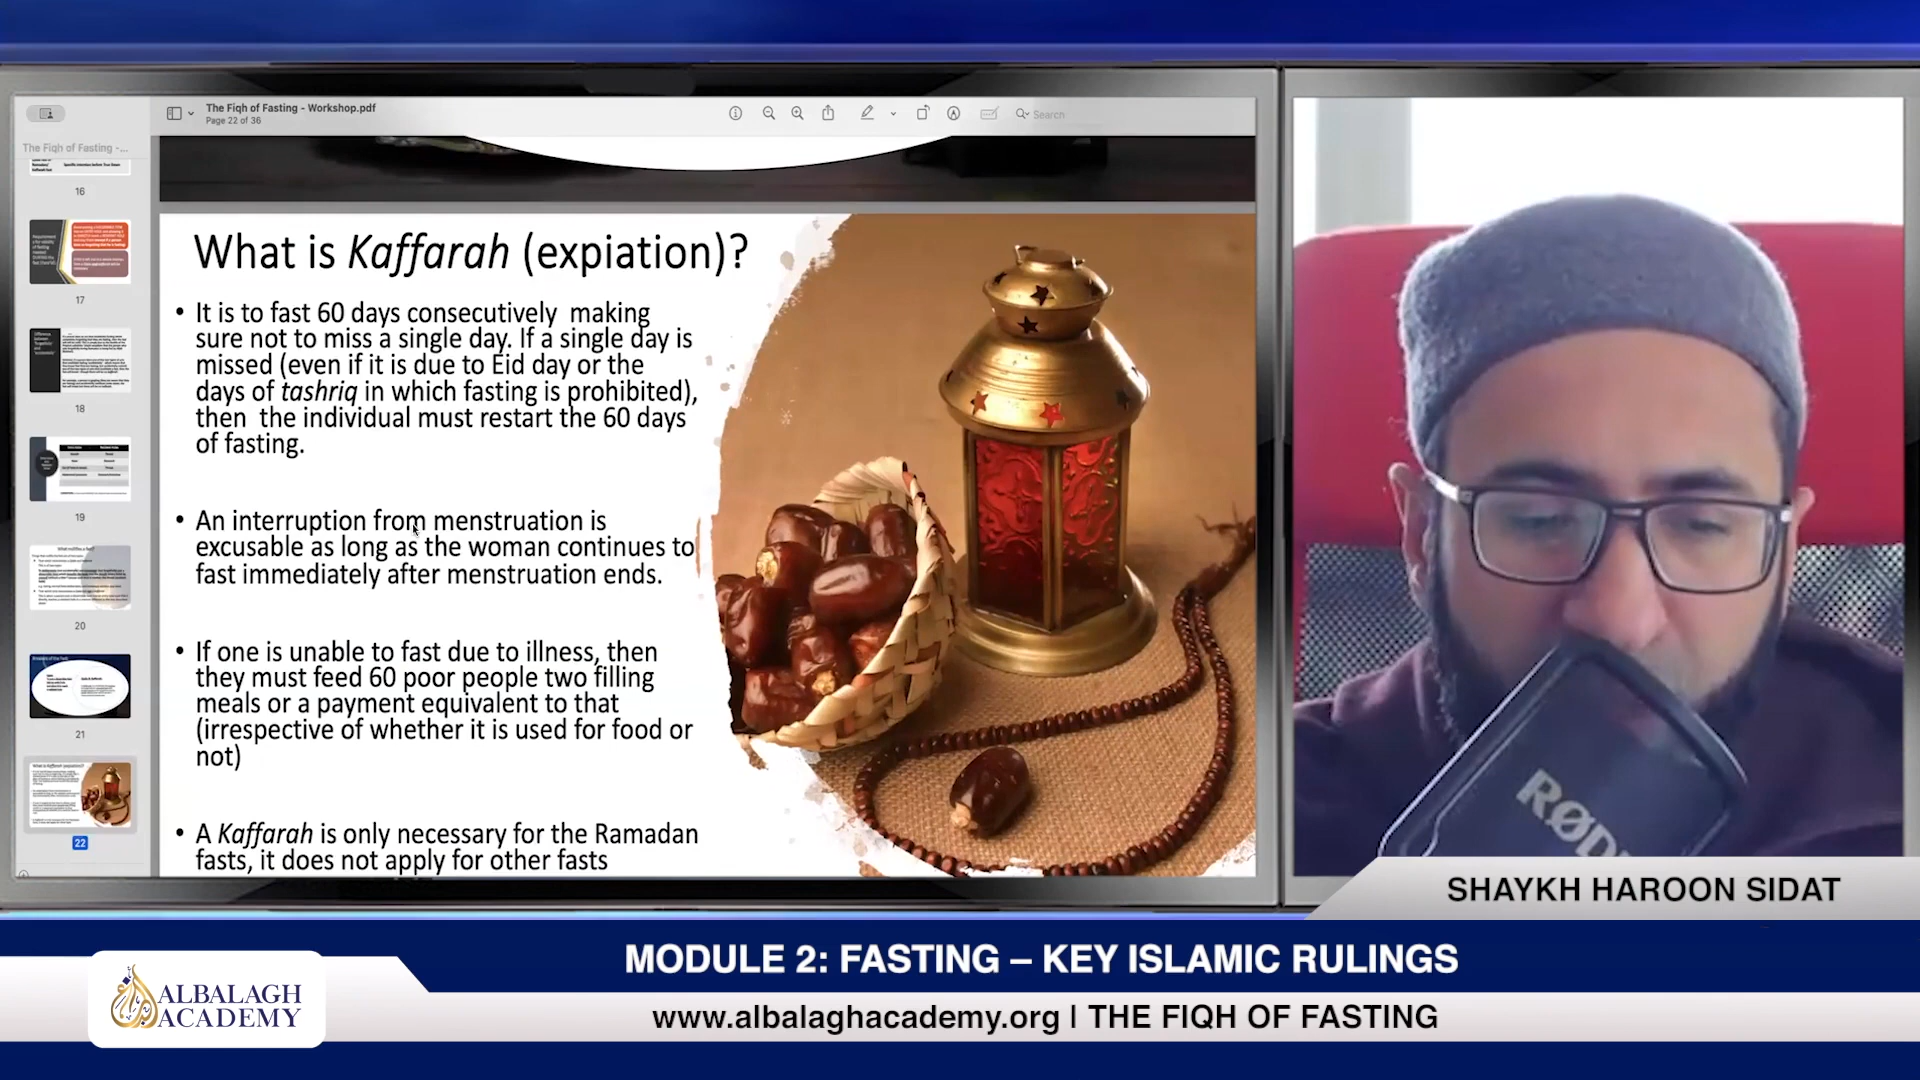 The Fiqh of Fasting - Workshop.pdf
Page 22 of 36
Search
The Fiqh of Fasting -...
16
17
18
19
20
21
22
What is Kaffarah (expiation)?
• It is to fast 60 days consecutively making
sure not to miss a single day. If a single day is
missed (even if it is due to Eid day or the
days of tashriq in which fasting is prohibited),
then the individual must restart the 60 days
of fasting.
• An interruption from menstruation is
excusable as long as the woman continues to
fast immediately after menstruation ends.
• If one is unable to fast due to illness, then
they must feed 60 poor people two filling
meals or a payment equivalent to that
(irrespective of whether it is used for food or
not)
• A Kaffarah is only necessary for the Ramadan
fasts, it does not apply for other fasts
RØD
SHAYKH HAROON SIDAT
MODULE 2: FASTING – KEY ISLAMIC RULINGS
ALBALAGH
ACADEMY
www.albalaghacademy.org | THE FIQH OF FASTING